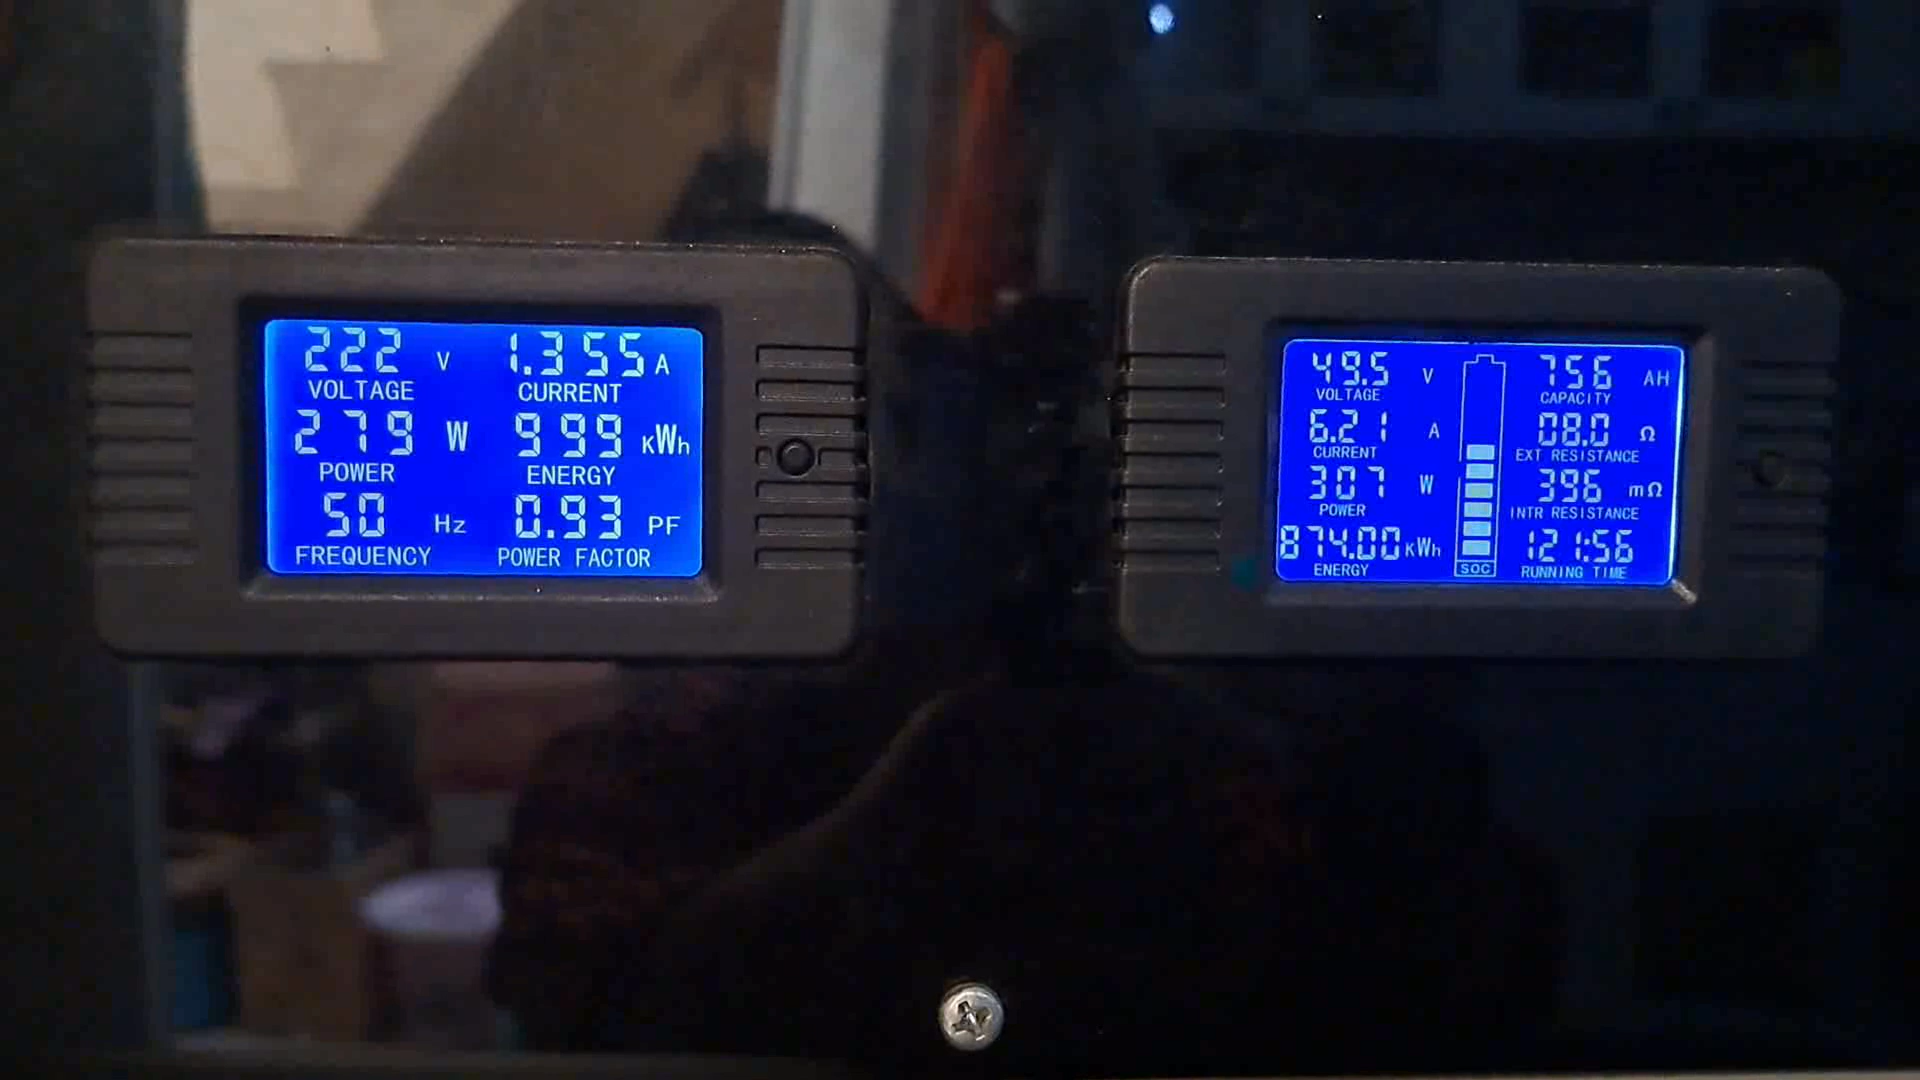 222 V 1.355 A
VOLTAGE CURRENT
279 W 999 KWh
POWER ENERGY
50 Hz 0.93 PF
FREQUENCY POWER FACTOR
49.5 V 756 AH
VOLTAGE CAPACITY
6.21 A 08.0 Ω
CURRENT EXT RESISTANCE
307 W 396 mΩ
POWER INTR RESISTANCE
874.00 KWh 121:56
ENERGY SOC RUNNING TIME